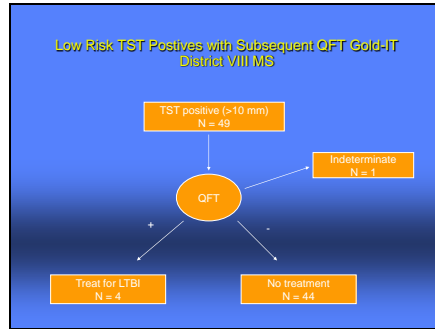 Low Risk TST Postives with Subsequent QFT Gold-IT
District VIII MS
TST positive (>10 mm)
N = 49
Indeterminate
N = 1
QFT
+
-
Treat for LTBI
N = 4
No treatment
N = 44